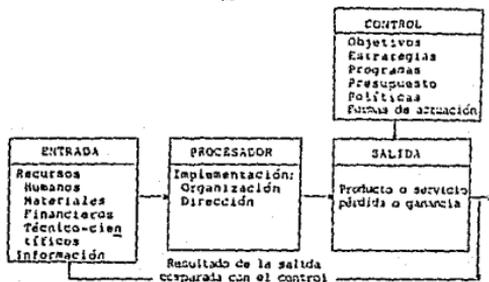 CONTROL
Objetivos
Estrategias
Programas
Presupuesto
Políticas
Formas de actuación
ENTRADA
Recursos
Humanos
Materiales
Financieros
Técnico-cien
tíficos
Información
PROCESADOR
Implementación:
Organización
Dirección
SALIDA
Producto o servicio
pérdida o ganancia
Resultado de la salida
comparada con el control